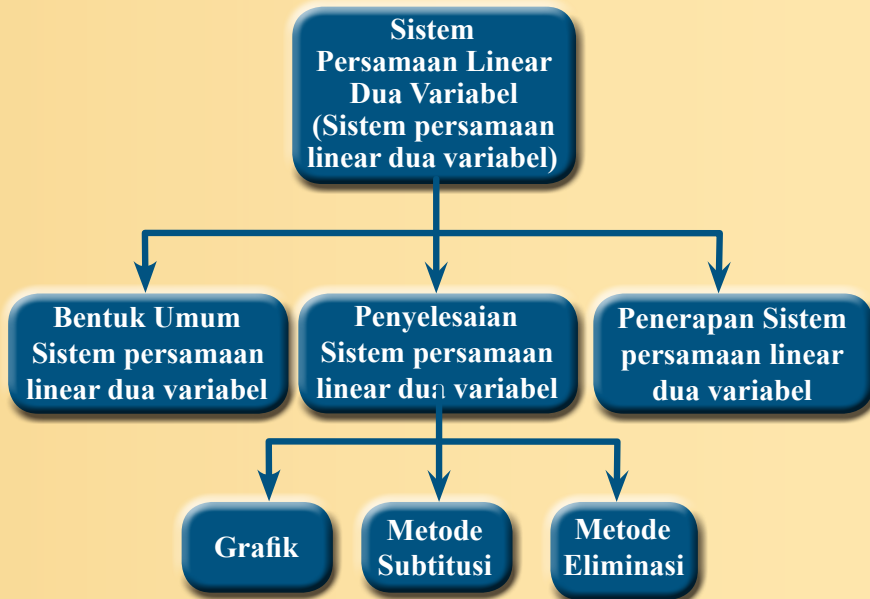 Sistem
Persamaan Linear
Dua Variabel
(Sistem persamaan
linear dua variabel)
Bentuk Umum
Sistem persamaan
linear dua variabel
Penyelesaian
Sistem persamaan
linear dua variabel
Penerapan Sistem
persamaan linear
dua variabel
Grafik
Metode
Subtitusi
Metode
Eliminasi